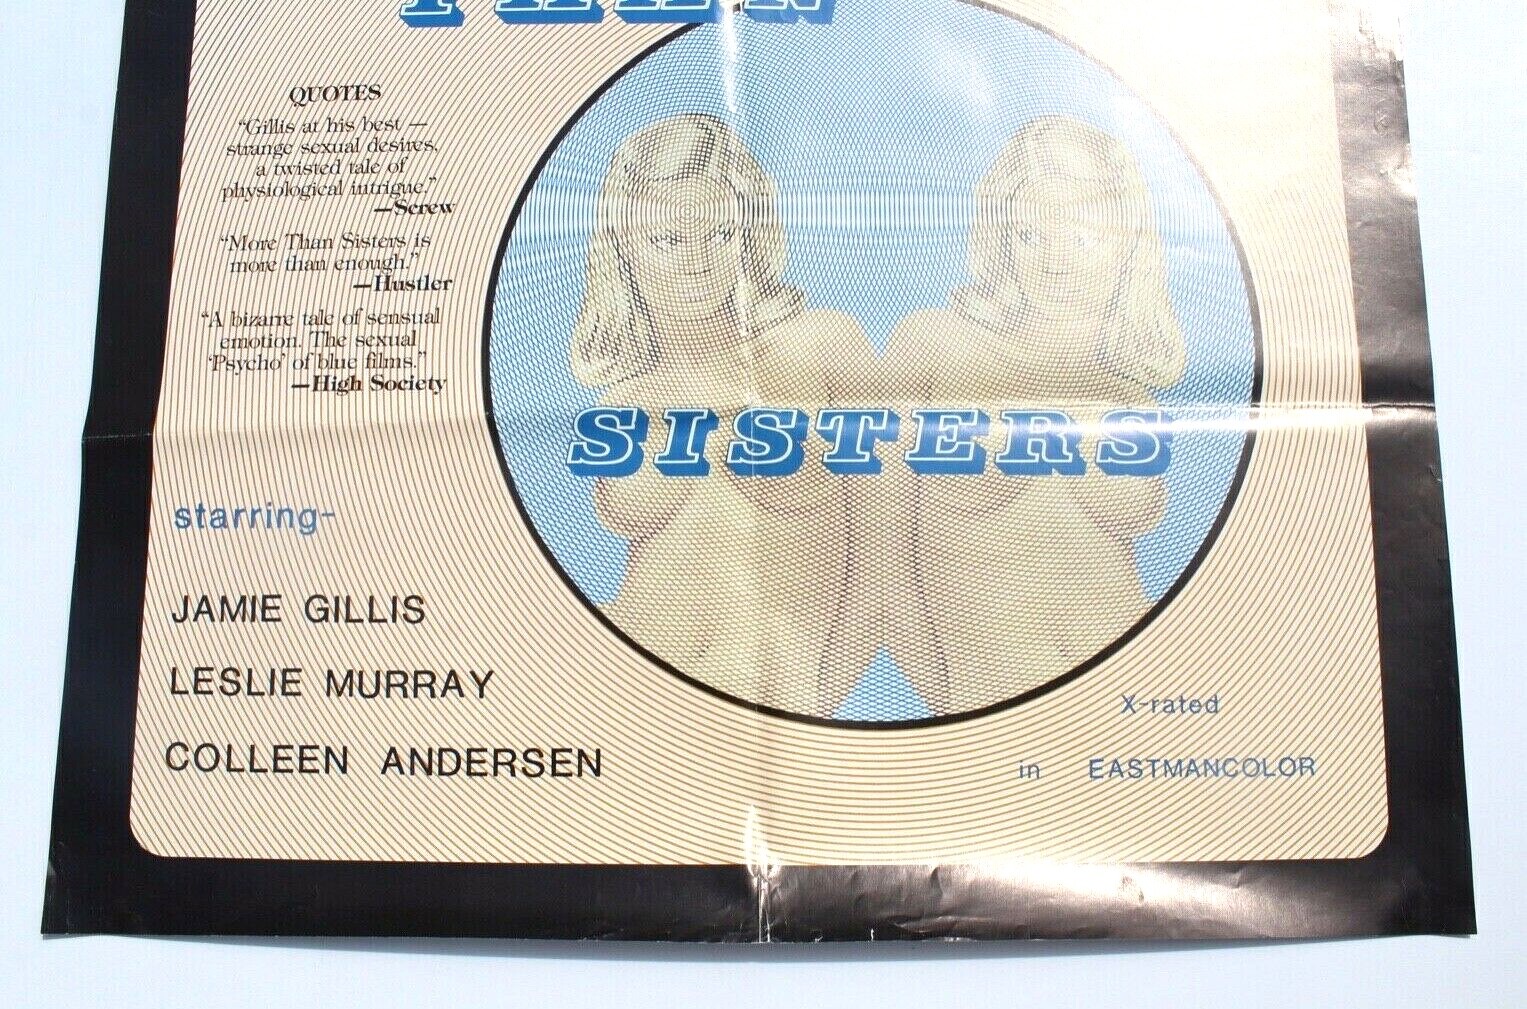 THAN
QUOTES
“Gillis at his best —
strange sexual desires,
a twisted tale of
physiological intrigue.”
—Screw
“More Than Sisters is
more than enough.”
—Hustler
“A bizarre tale of sensual
emotion. The sexual
‘Psycho’ of blue films.”
—High Society
SISTERS
starring-
JAMIE GILLIS
LESLIE MURRAY
COLLEEN ANDERSEN
X-rated
in EASTMANCOLOR